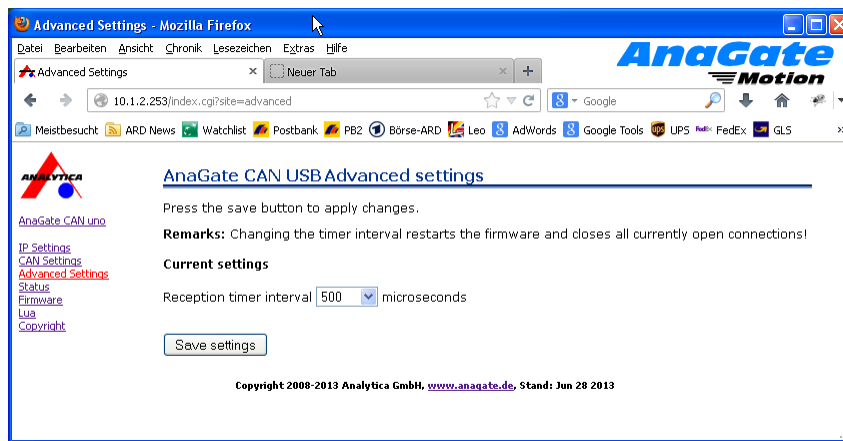 Advanced Settings - Mozilla Firefox
Datei Bearbeiten Ansicht Chronik Lesezeichen Extras Hilfe
AnaGate
Motion
Advanced Settings
Neuer Tab
10.1.2.253/index.cgi?site=advanced
Google
Meistbesucht ARD News Watchlist Postbank PB2 Börse-ARD Leo AdWords Google Tools UPS FedEx GLS
ANALYTICA
AnaGate CAN USB Advanced settings
Press the save button to apply changes.
AnaGate CAN uno
Remarks: Changing the timer interval restarts the firmware and closes all currently open connections!
IP Settings
CAN Settings
Advanced Settings
Status
Firmware
Lua
Copyright
Current settings
Reception timer interval 500 microseconds
Save settings
Copyright 2008-2013 Analytica GmbH, www.anagate.de, Stand: Jun 28 2013